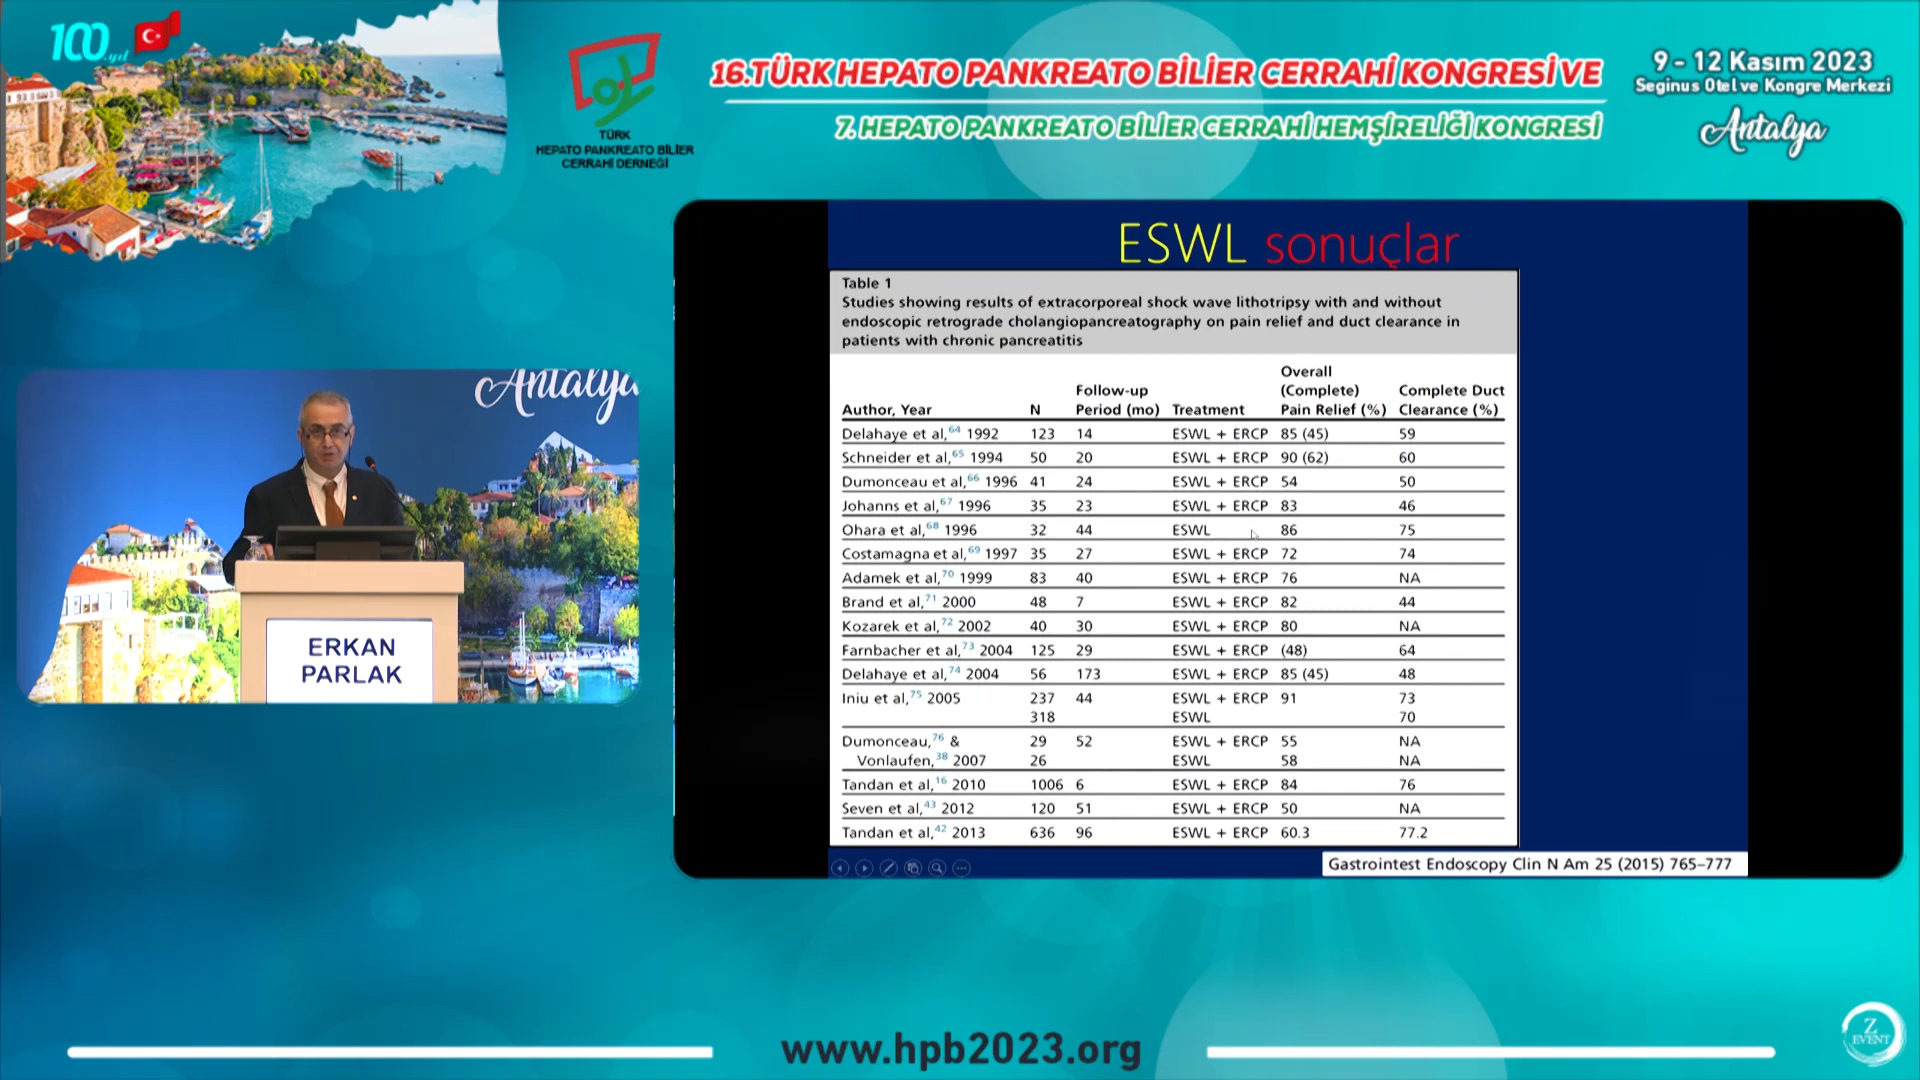 100.yıl
TÜRK
HEPATO PANKREATO BİLİER
CERRAHİ DERNEĞİ
16.TÜRK HEPATO PANKREATO BİLİER CERRAHİ KONGRESİ VE
7. HEPATO PANKREATO BİLİER CERRAHİ HEMŞİRELİĞİ KONGRESİ
9 - 12 Kasım 2023
Seginus Otel ve Kongre Merkezi
Antalya
Antalya
ERKAN
PARLAK
ESWL sonuçlar
Table 1
Studies showing results of extracorporeal shock wave lithotripsy with and without
endoscopic retrograde cholangiopancreatography on pain relief and duct clearance in
patients with chronic pancreatitis
Author, Year N Follow-up Period (mo) Treatment Overall (Complete) Pain Relief (%) Complete Duct Clearance (%)
Delahaye et al,64 1992 123 14 ESWL + ERCP 85 (45) 59
Schneider et al,65 1994 50 20 ESWL + ERCP 90 (62) 60
Dumonceau et al,66 1996 41 24 ESWL + ERCP 54 50
Johanns et al,67 1996 35 23 ESWL + ERCP 83 46
Ohara et al,68 1996 32 44 ESWL 86 75
Costamagna et al,69 1997 35 27 ESWL + ERCP 72 74
Adamek et al,70 1999 83 40 ESWL + ERCP 76 NA
Brand et al,71 2000 48 7 ESWL + ERCP 82 44
Kozarek et al,72 2002 40 30 ESWL + ERCP 80 NA
Farnbacher et al,73 2004 125 29 ESWL + ERCP (48) 64
Delahaye et al,74 2004 56 173 ESWL + ERCP 85 (45) 48
Iniu et al,75 2005 237 44 ESWL + ERCP 91 73
318 ESWL 70
Dumonceau,76 & 29 52 ESWL + ERCP 55 NA
Vonlaufen,38 2007 26 ESWL 58 NA
Tandan et al,16 2010 1006 6 ESWL + ERCP 84 76
Seven et al,43 2012 120 51 ESWL + ERCP 50 NA
Tandan et al,42 2013 636 96 ESWL + ERCP 60.3 77.2
Gastrointest Endoscopy Clin N Am 25 (2015) 765–777
www.hpb2023.org
Z
EVENT